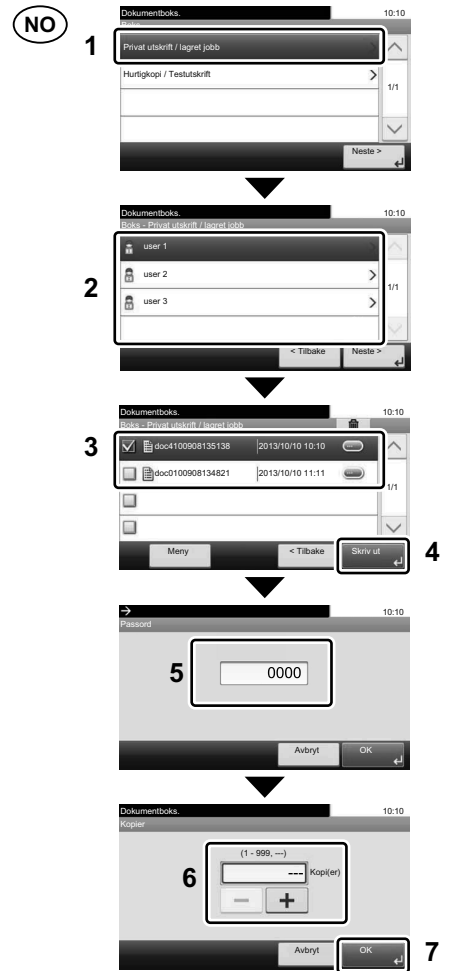 NO
Dokumentboks. 10:10
Boks
1
Privat utskrift / lagret jobb
Hurtigkopi / Testutskrift
1/1
Neste >
Dokumentboks. 10:10
Boks - Privat utskrift / lagret jobb
user 1
2
user 2
1/1
user 3
< Tilbake Neste >
Dokumentboks. 10:10
Boks - Privat utskrift / lagret jobb
3
doc4100908135138 2013/10/10 10:10
doc0100908134821 2013/10/10 11:11
1/1
Meny < Tilbake Skriv ut
4
10:10
Passord
5
0000
Avbryt OK
Dokumentboks. 10:10
Kopier
(1 - 999, ---)
6
--- Kopi(er)
− +
Avbryt OK
7